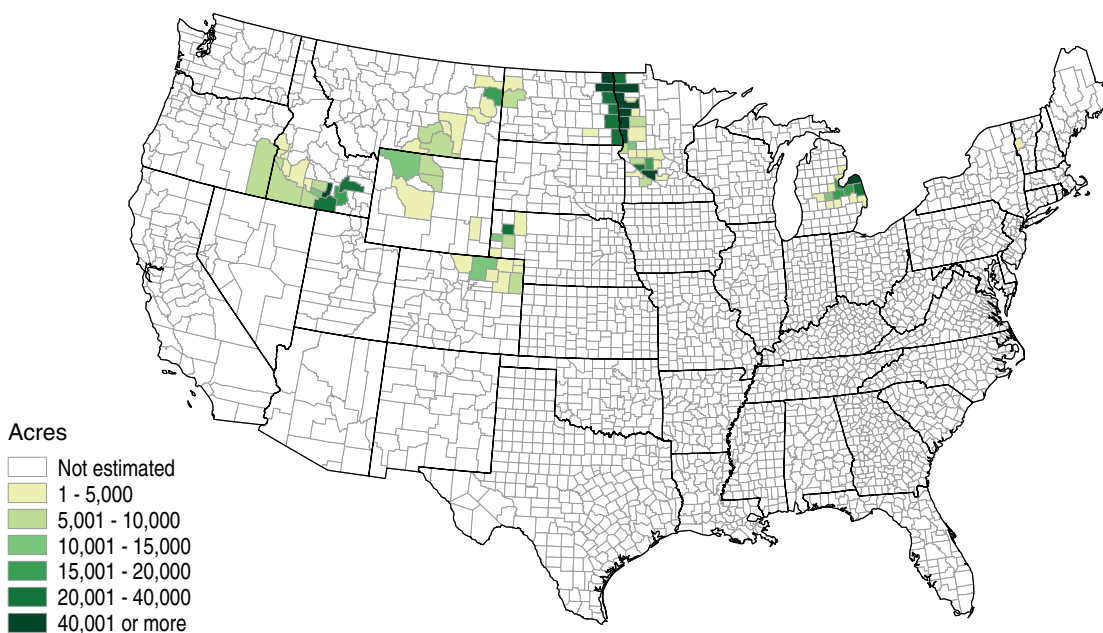 Acres
Not estimated
1 - 5,000
5,001 - 10,000
10,001 - 15,000
15,001 - 20,000
20,001 - 40,000
40,001 or more